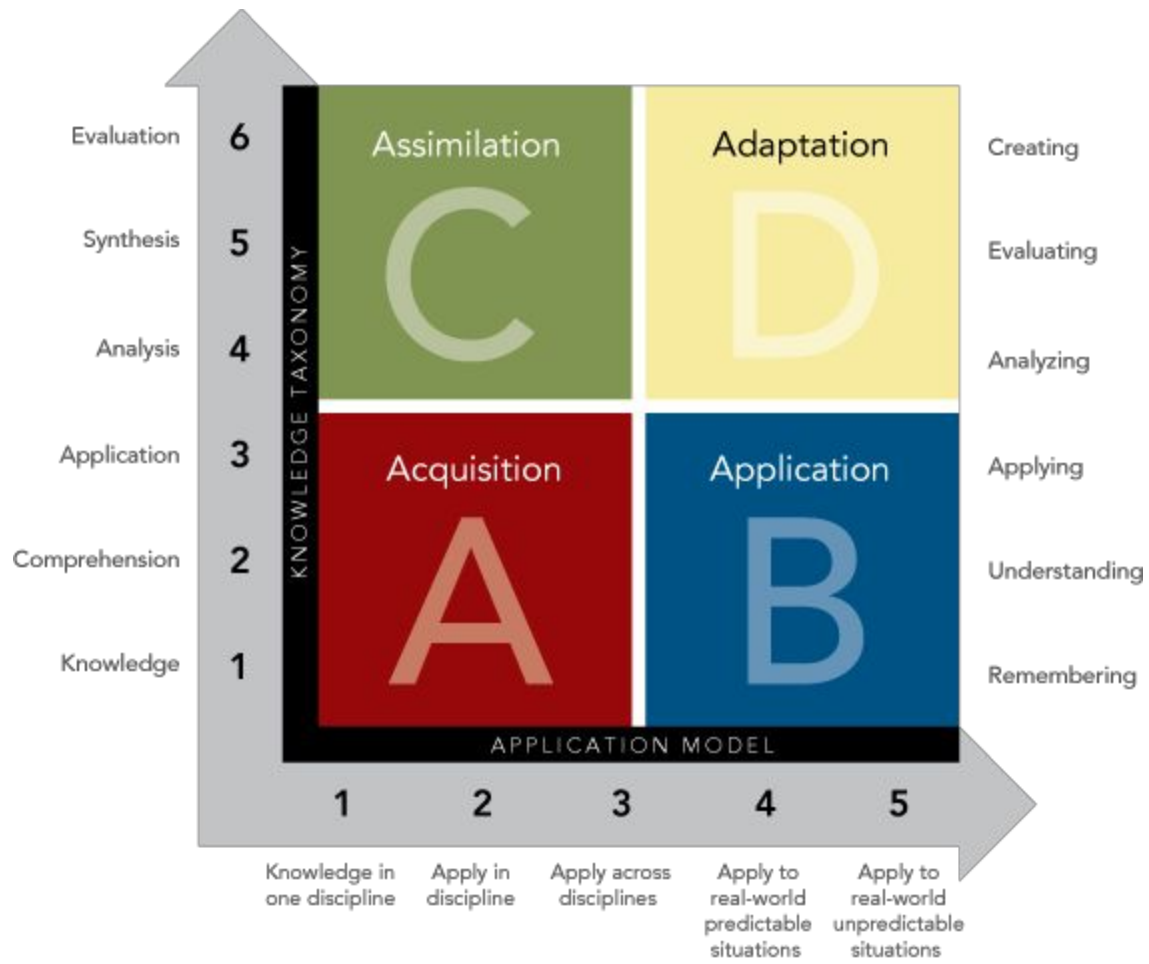 Evaluation 6 Assimilation Adaptation Creating
C D
Synthesis 5 Evaluating
Analysis 4 Analyzing
KNOWLEDGE TAXONOMY
Application 3 Acquisition Application Applying
A B
Comprehension 2 Understanding
Knowledge 1 Remembering
APPLICATION MODEL
1 2 3 4 5
Knowledge in
one discipline
Apply in
discipline
Apply across
disciplines
Apply to
real-world
predictable
situations
Apply to
real-world
unpredictable
situations